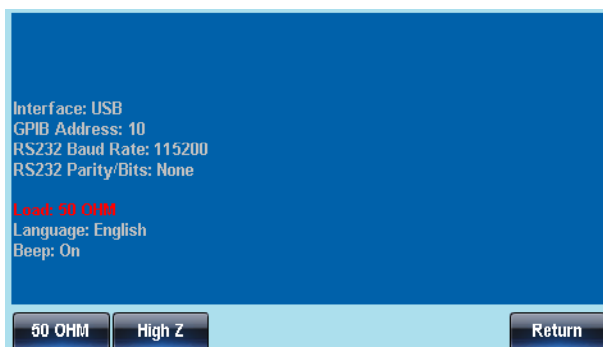 Interface: USB
GPIB Address: 10
RS232 Baud Rate: 115200
RS232 Parity/Bits: None
Load: 50 OHM
Language: English
Beep: On
50 OHM High Z Return